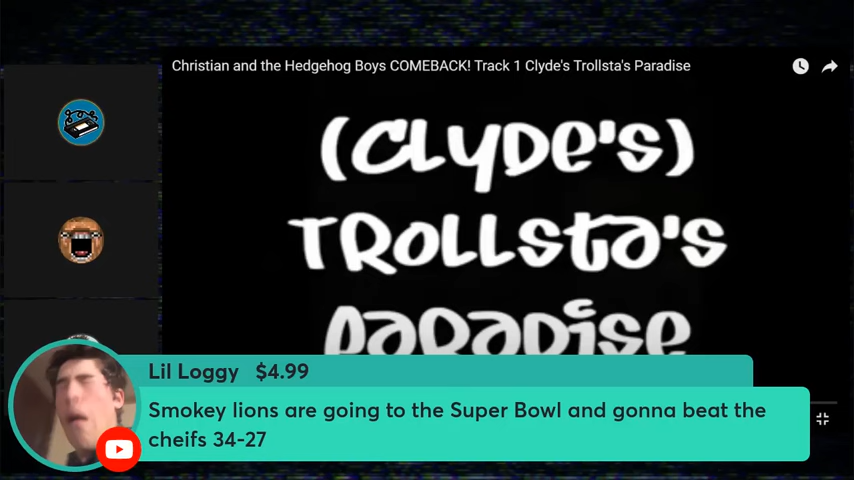 Christian and the Hedgehog Boys COMEBACK! Track 1 Clyde's Trollsta's Paradise
(Clyde's)
Trollsta's
Paradise
Lil Loggy $4.99
Smokey lions are going to the Super Bowl and gonna beat the
cheifs 34-27